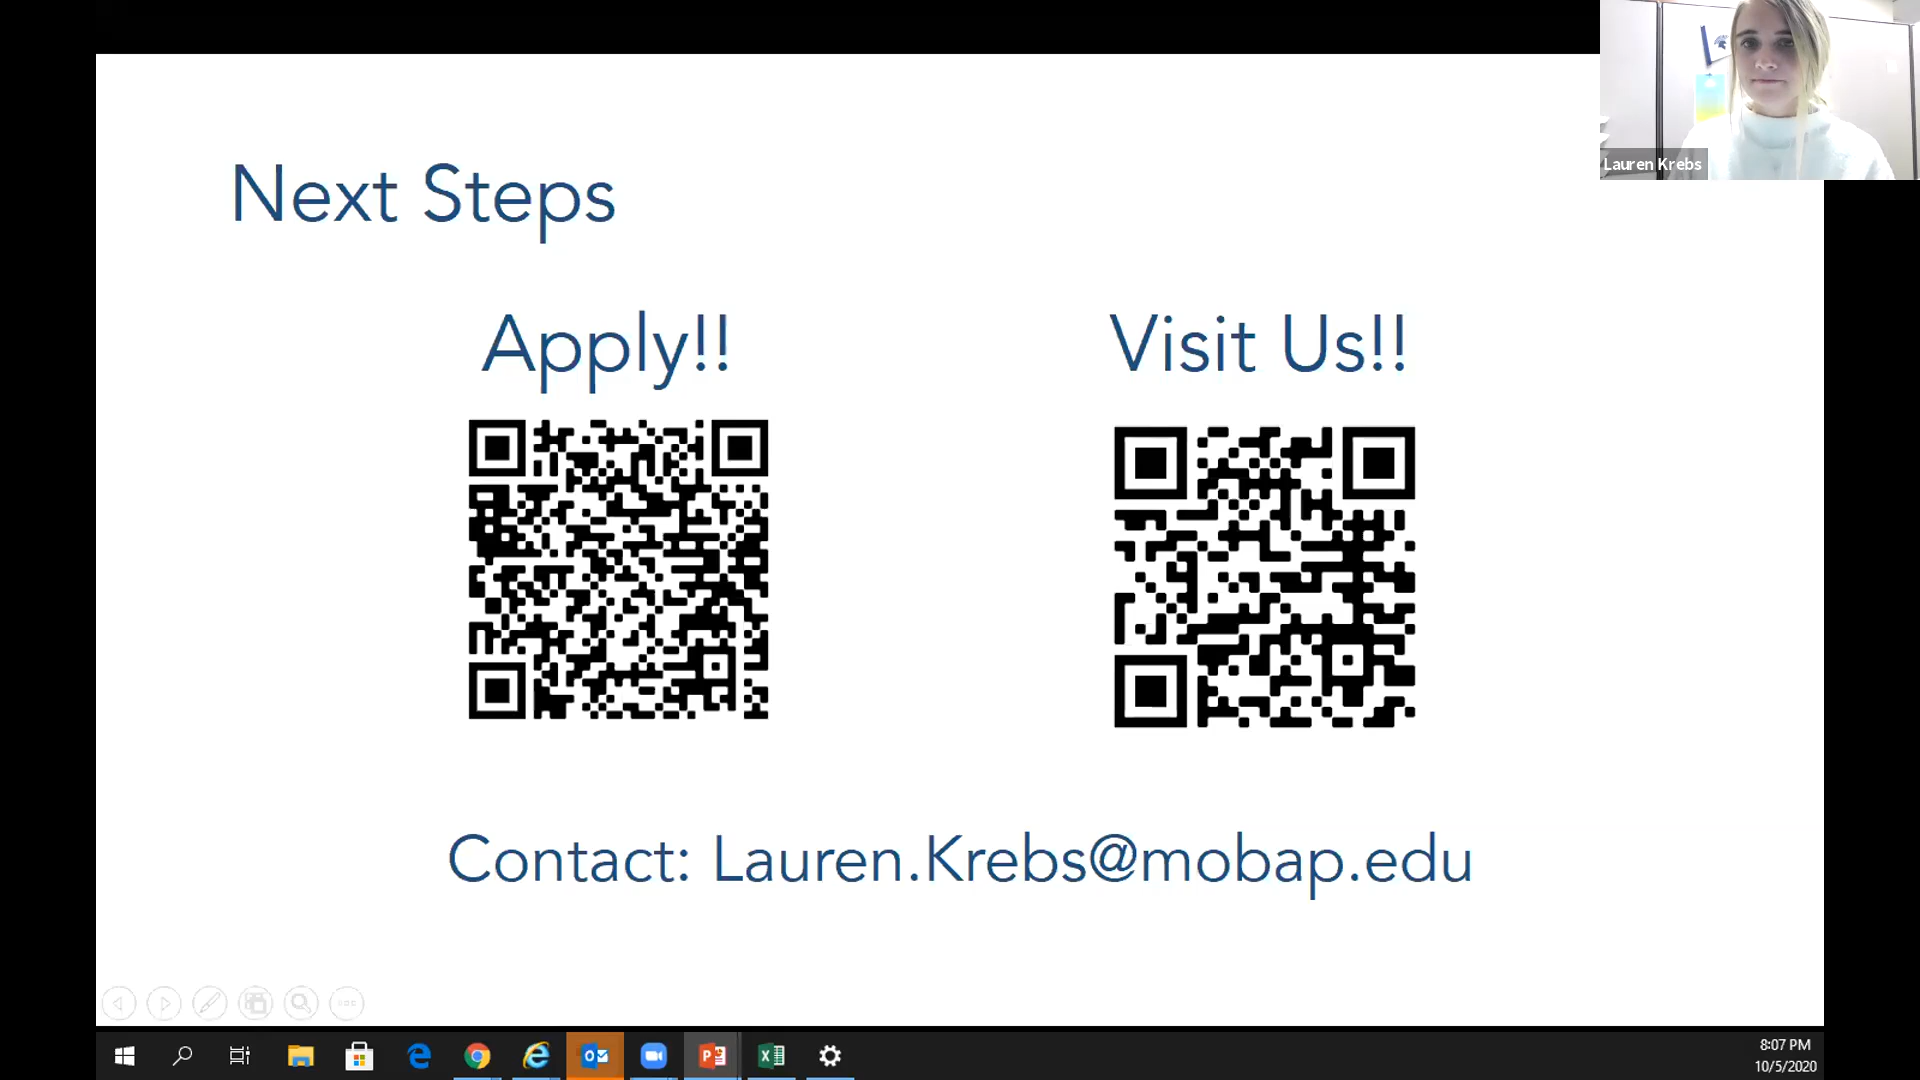 Lauren Krebs
Next Steps
Apply!!
Visit Us!!
Contact: Lauren.Krebs@mobap.edu
8:07 PM
10/5/2020